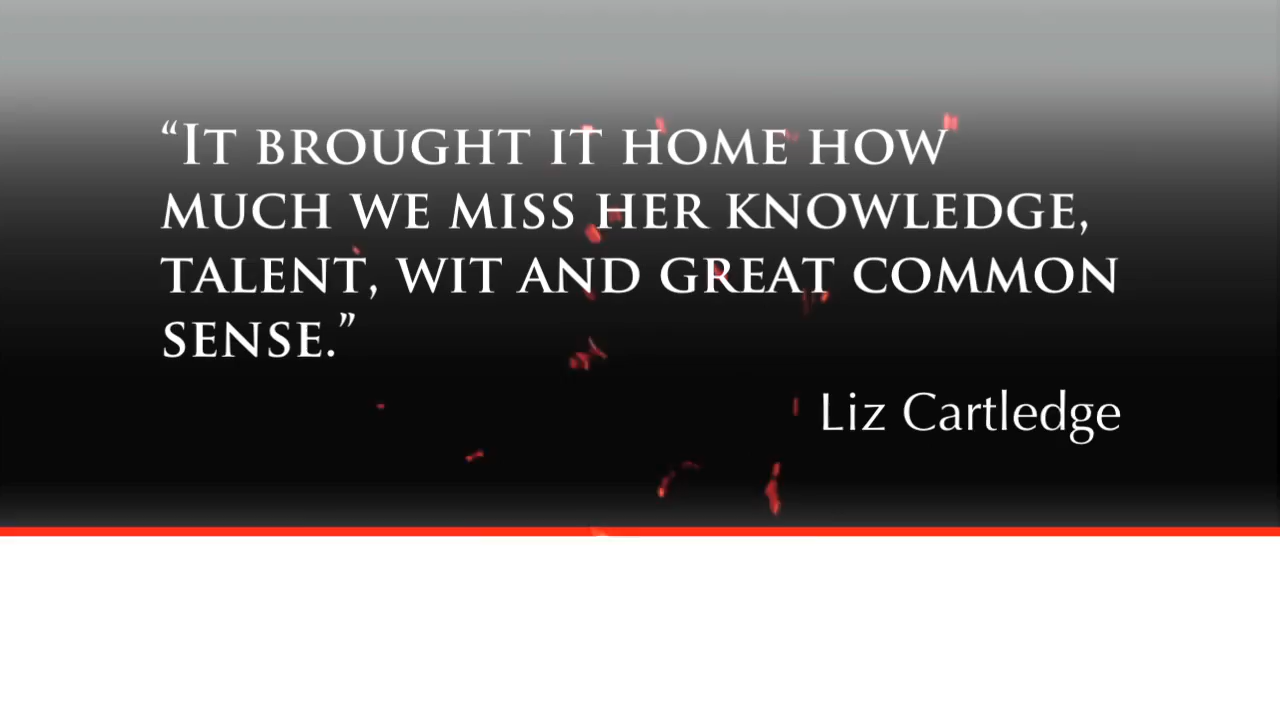 “It brought it home how
much we miss her knowledge,
talent, wit and great common
sense.”
Liz Cartledge